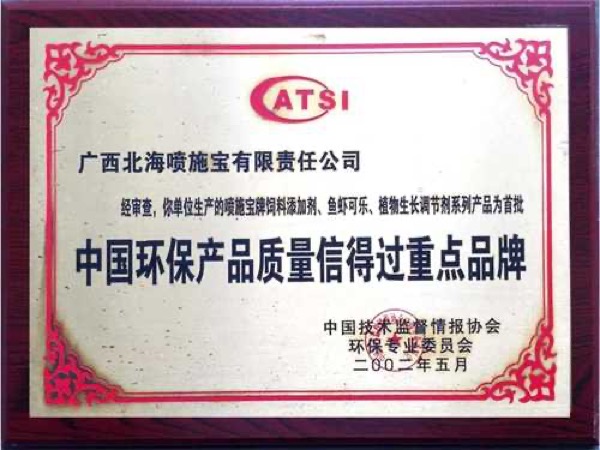 CATSI
广西北海喷施宝有限责任公司
经审查，你单位生产的喷施宝牌饲料添加剂、鱼虾可乐、植物生长调节剂系列产品为首批
中国环保产品质量信得过重点品牌
中国技术监督情报协会
环保专业委员会
二00二年五月